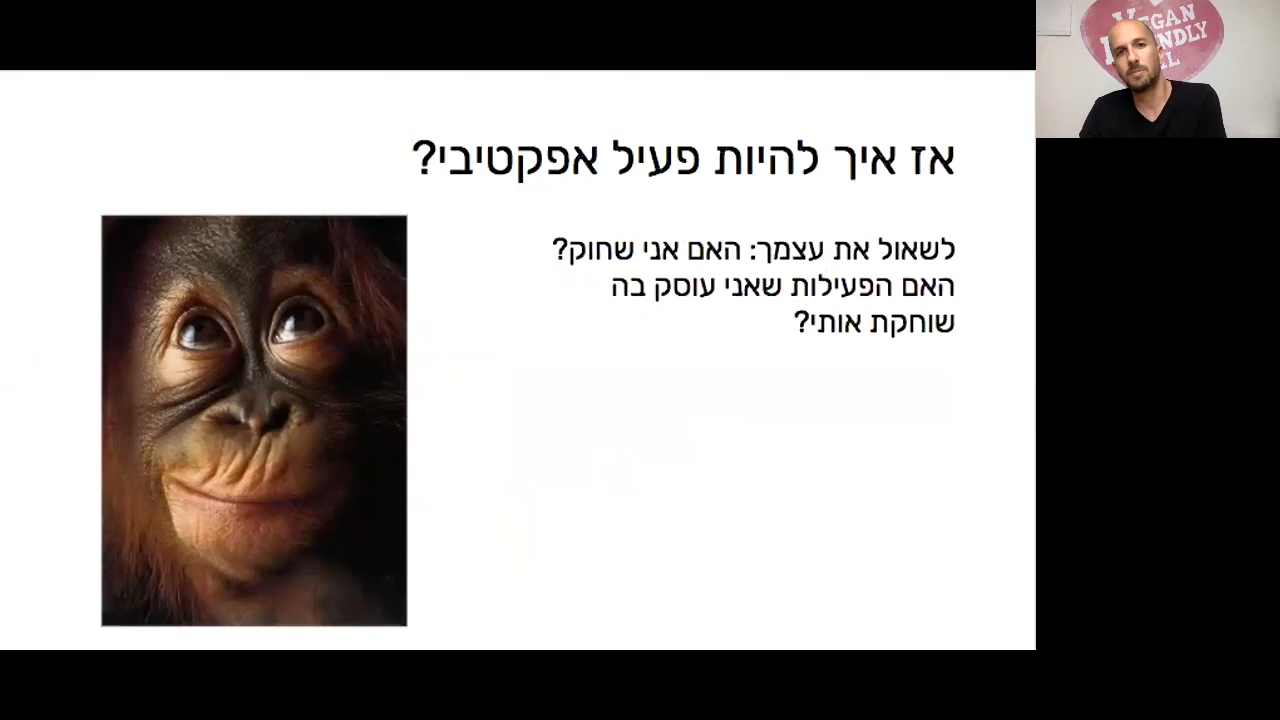 VEGAN
FRIENDLY
אז איך להיות פעיל אפקטיבי?
לשאול את עצמך: האם אני שחוק?
האם הפעילות שאני עוסק בה
שוחקת אותי?